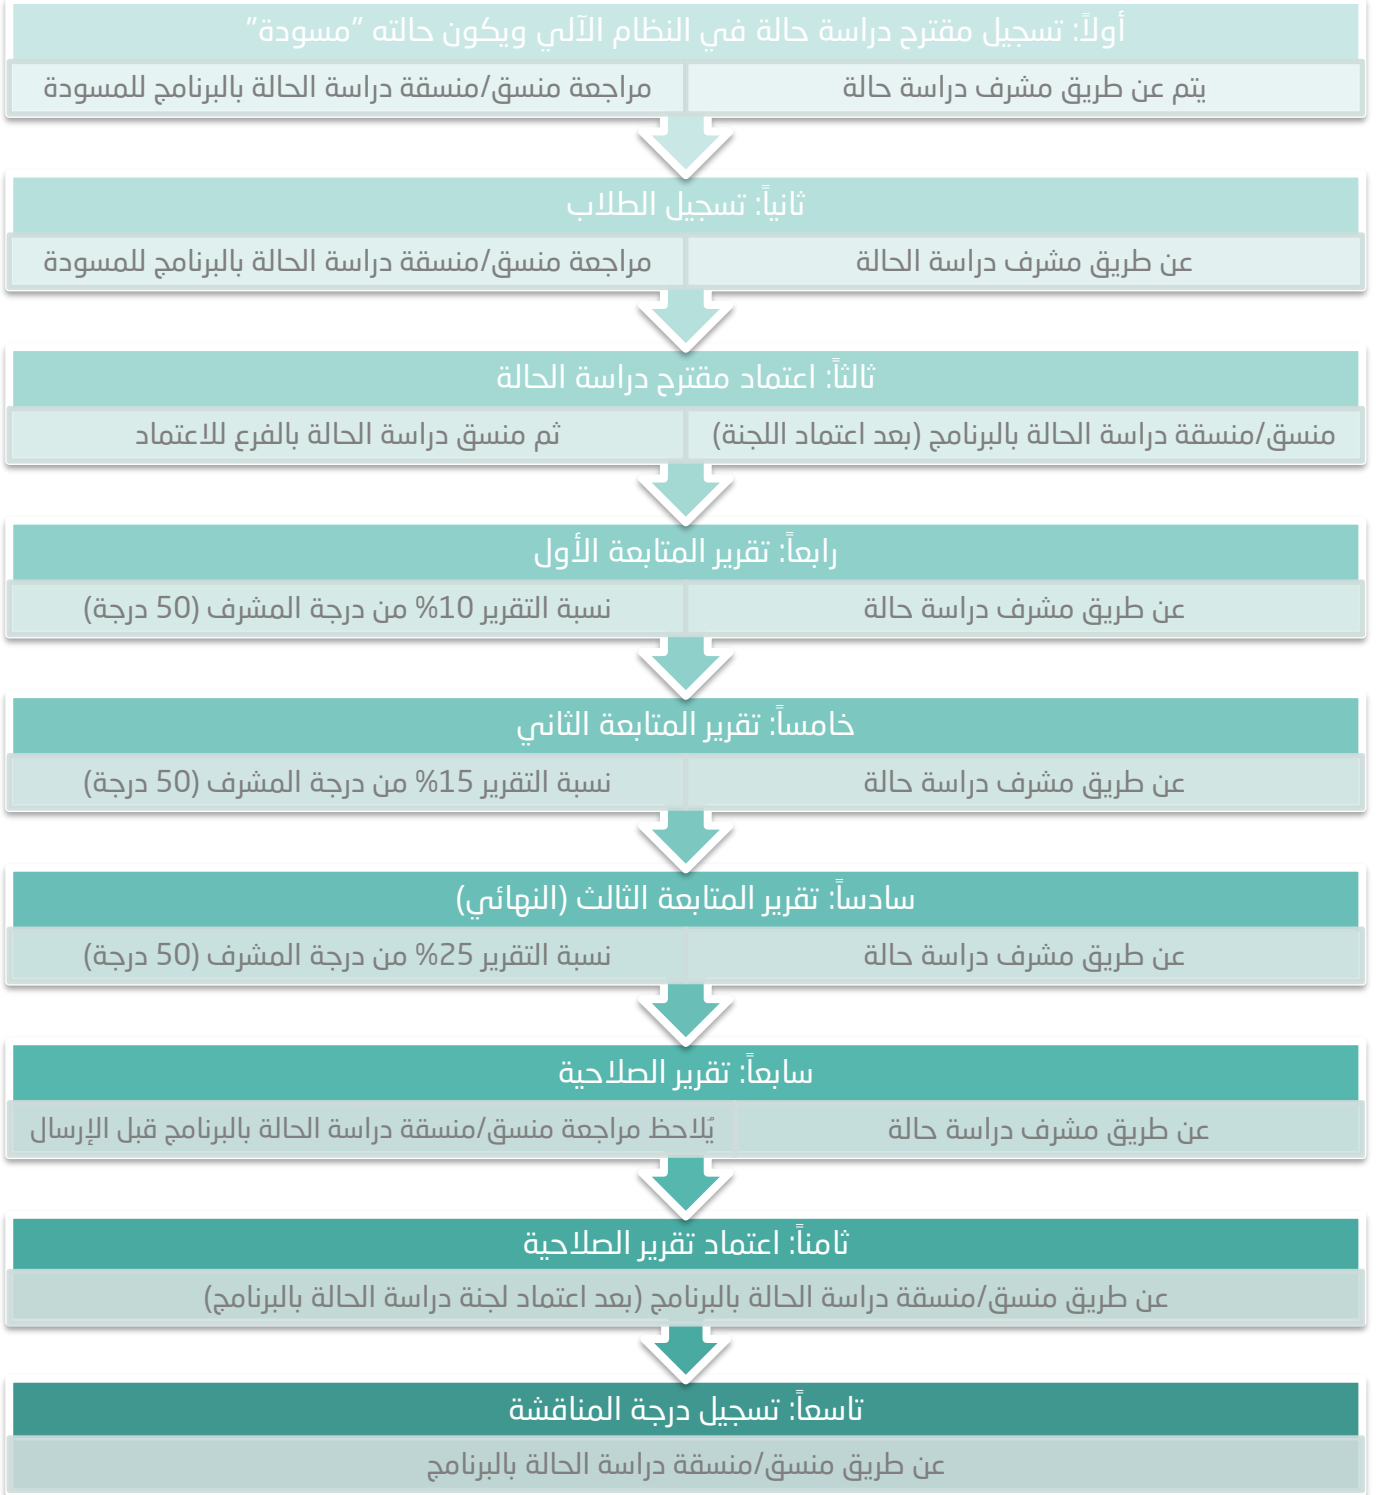 أولاً: تسجيل مقترح دراسة حالة في النظام الآلي ويكون حالته "مسودة"
يتم عن طريق مشرف دراسة حالة
مراجعة منسق/منسقة دراسة الحالة بالبرنامج للمسودة
ثانياً: تسجيل الطلاب
عن طريق مشرف دراسة الحالة
مراجعة منسق/منسقة دراسة الحالة بالبرنامج للمسودة
ثالثاً: اعتماد مقترح دراسة الحالة
منسق/منسقة دراسة الحالة بالبرنامج (بعد اعتماد اللجنة)
ثم منسق دراسة الحالة بالفرع للاعتماد
رابعاً: تقرير المتابعة الأول
عن طريق مشرف دراسة حالة
نسبة التقرير 10% من درجة المشرف (50 درجة)
خامساً: تقرير المتابعة الثاني
عن طريق مشرف دراسة حالة
نسبة التقرير 15% من درجة المشرف (50 درجة)
سادساً: تقرير المتابعة الثالث (النهائي)
عن طريق مشرف دراسة حالة
نسبة التقرير 25% من درجة المشرف (50 درجة)
سابعاً: تقرير الصلاحية
عن طريق مشرف دراسة حالة
يُلاحظ مراجعة منسق/منسقة دراسة الحالة بالبرنامج قبل الإرسال
ثامناً: اعتماد تقرير الصلاحية
عن طريق منسق/منسقة دراسة الحالة بالبرنامج (بعد اعتماد لجنة دراسة الحالة بالبرنامج)
تاسعاً: تسجيل درجة المناقشة
عن طريق منسق/منسقة دراسة الحالة بالبرنامج